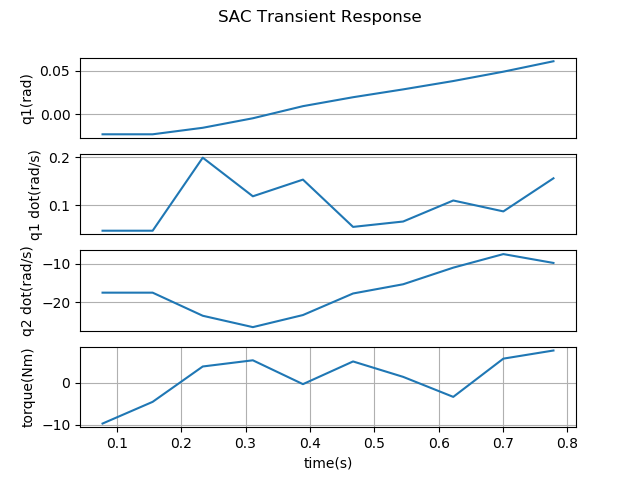 SAC Transient Response
q1(rad)
0.05
0.00
q1 dot(rad/s)
0.2
0.1
q2 dot(rad/s)
−10
−20
torque(Nm)
0
−10
0.1 0.2 0.3 0.4 0.5 0.6 0.7 0.8
time(s)